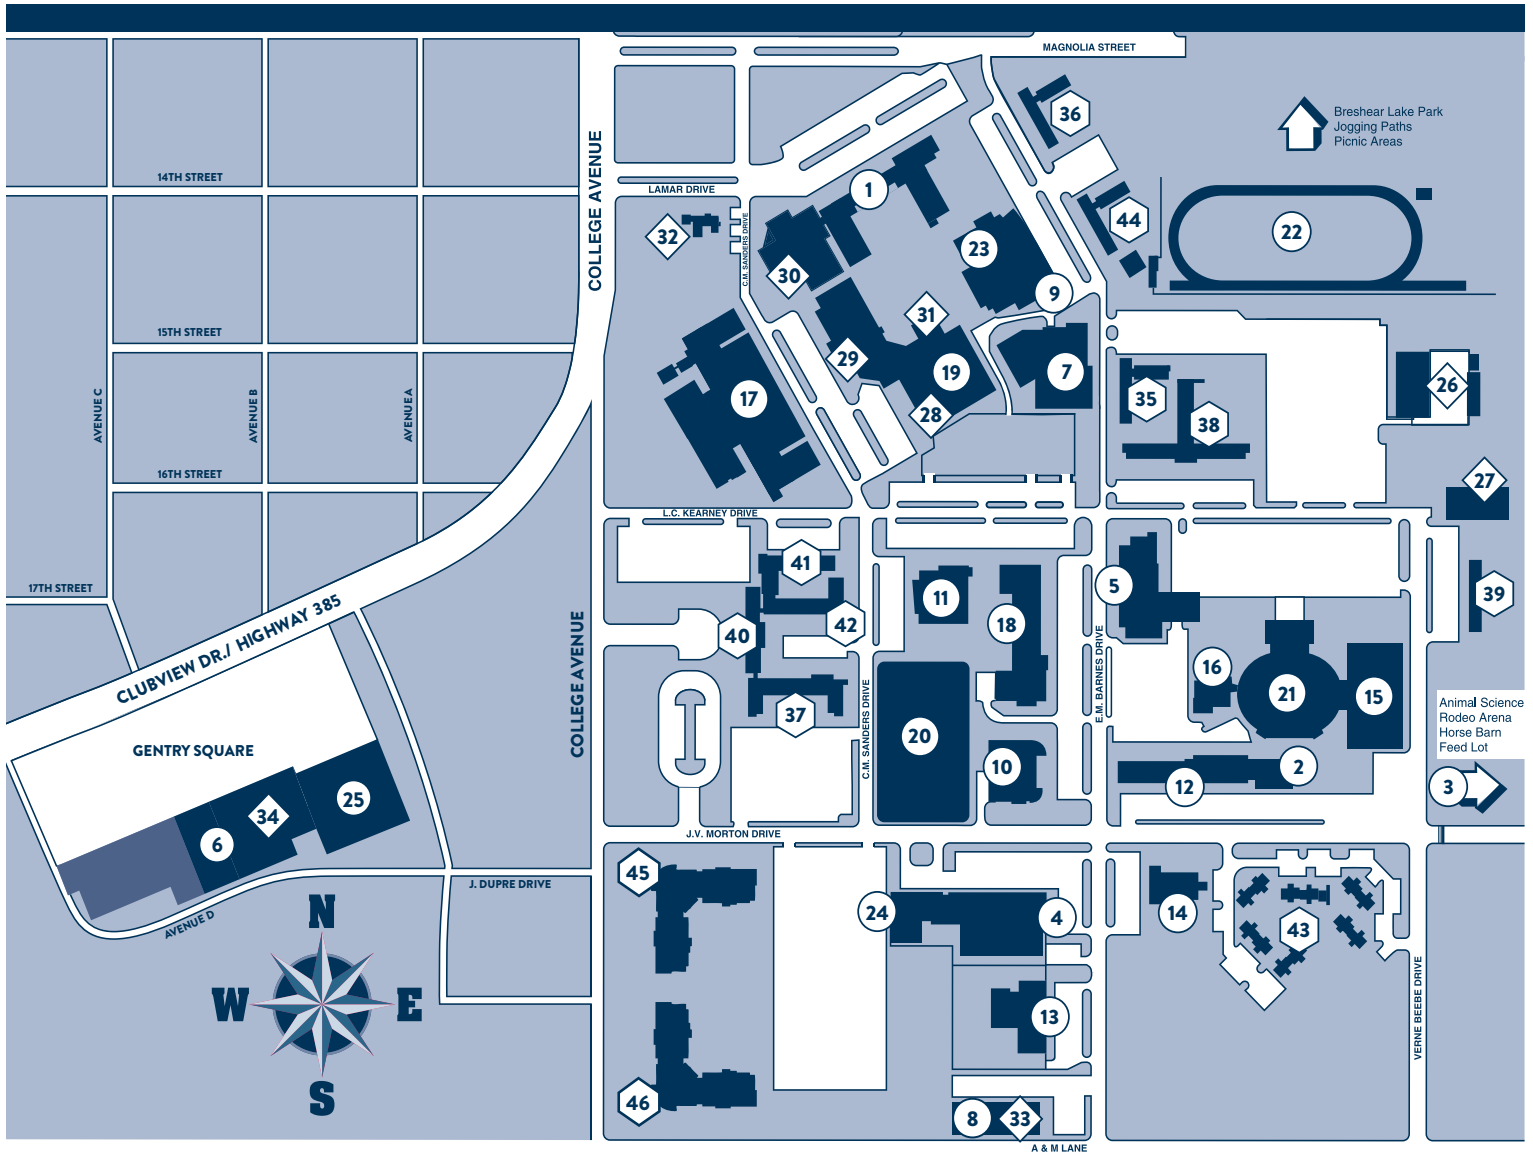 MAGNOLIA STREET
36
Breshear Lake Park
Jogging Paths
Picnic Areas
COLLEGE AVENUE
14TH STREET
LAMAR DRIVE
1
44
22
32
C.M. SANDERS DRIVE
23
30
9
31
15TH STREET
29
19
7
26
AVENUE C
AVENUE B
AVENUE A
17
28
35
38
16TH STREET
27
L.C. KEARNEY DRIVE
41
5
17TH STREET
11
39
CLUBVIEW DR./ HIGHWAY 385
COLLEGE AVENUE
40
42
18
E.M. BARNES DRIVE
16
21
15
37
C.M. SANDERS DRIVE
20
Animal Science
Rodeo Arena
Horse Barn
Feed Lot
GENTRY SQUARE
10
2
12
3
25
34
6
J.V. MORTON DRIVE
45
J. DUPRE DRIVE
24
4
14
43
AVENUE D
N
W
E
S
13
VERNE BEEBE DRIVE
46
8
33
A & M LANE